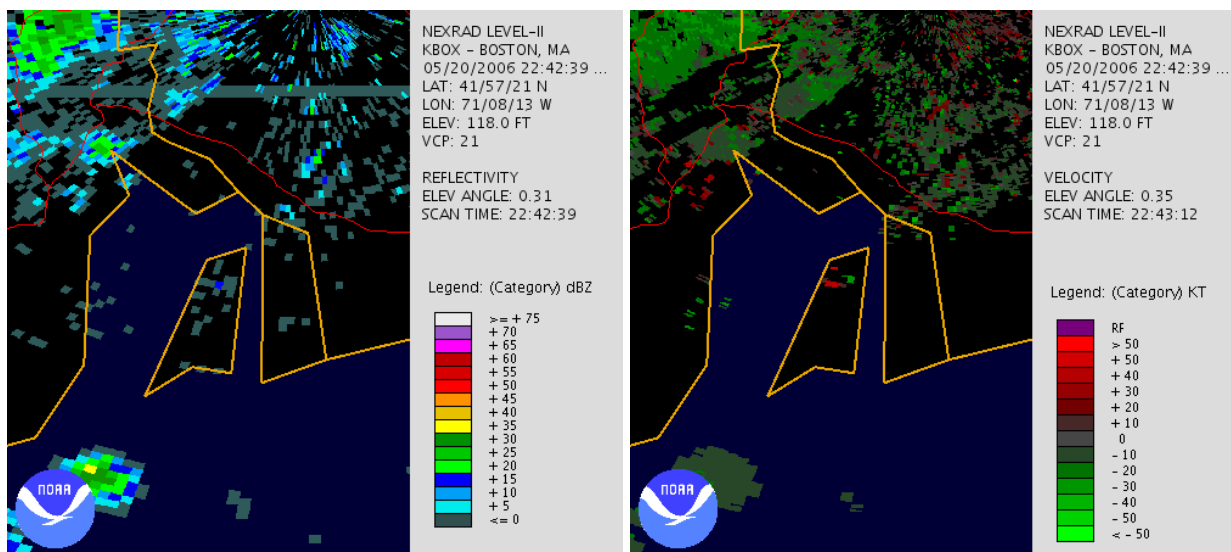 NEXRAD LEVEL-II
KBOX - BOSTON, MA
05/20/2006 22:42:39 ...
LAT: 41/57/21 N
LON: 71/08/13 W
ELEV: 118.0 FT
VCP: 21
REFLECTIVITY
ELEV ANGLE: 0.31
SCAN TIME: 22:42:39
Legend: (Category) dBZ
>= + 75
+ 70
+ 65
+ 60
+ 55
+ 50
+ 45
+ 40
+ 35
+ 30
+ 25
+ 20
+ 15
+ 10
+ 5
<= 0
NOAA
NEXRAD LEVEL-II
KBOX - BOSTON, MA
05/20/2006 22:42:39 ...
LAT: 41/57/21 N
LON: 71/08/13 W
ELEV: 118.0 FT
VCP: 21
VELOCITY
ELEV ANGLE: 0.35
SCAN TIME: 22:43:12
Legend: (Category) KT
RF
> 50
+ 50
+ 40
+ 30
+ 20
+ 10
0
- 10
- 20
- 30
- 40
- 50
< - 50
NOAA